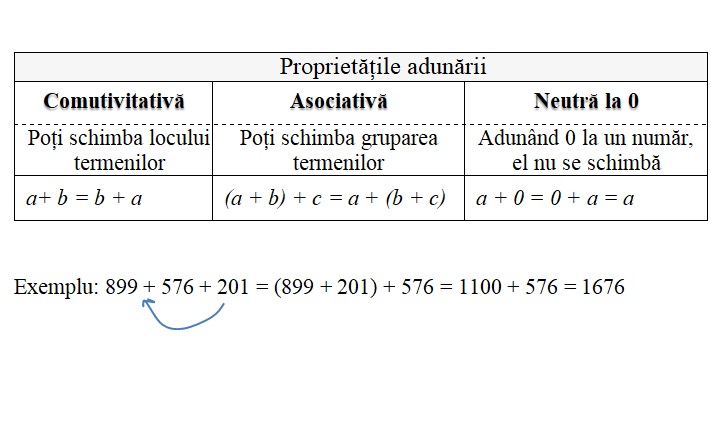 Proprietățile adunării
Comutivitativă Asociativă Neutră la 0
Poți schimba locului Poți schimba gruparea Adunând 0 la un număr,
termenilor termenilor el nu se schimbă
a+ b = b + a (a + b) + c = a + (b + c) a + 0 = 0 + a = a
Exemplu: 899 + 576 + 201 = (899 + 201) + 576 = 1100 + 576 = 1676